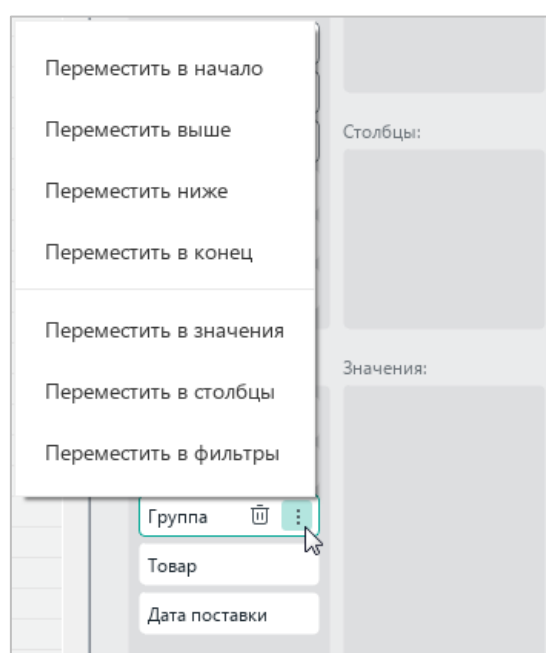 Переместить в начало
Переместить выше
Столбцы:
Переместить ниже
Переместить в конец
Переместить в значения
Значения:
Переместить в столбцы
Переместить в фильтры
Группа
Товар
Дата поставки